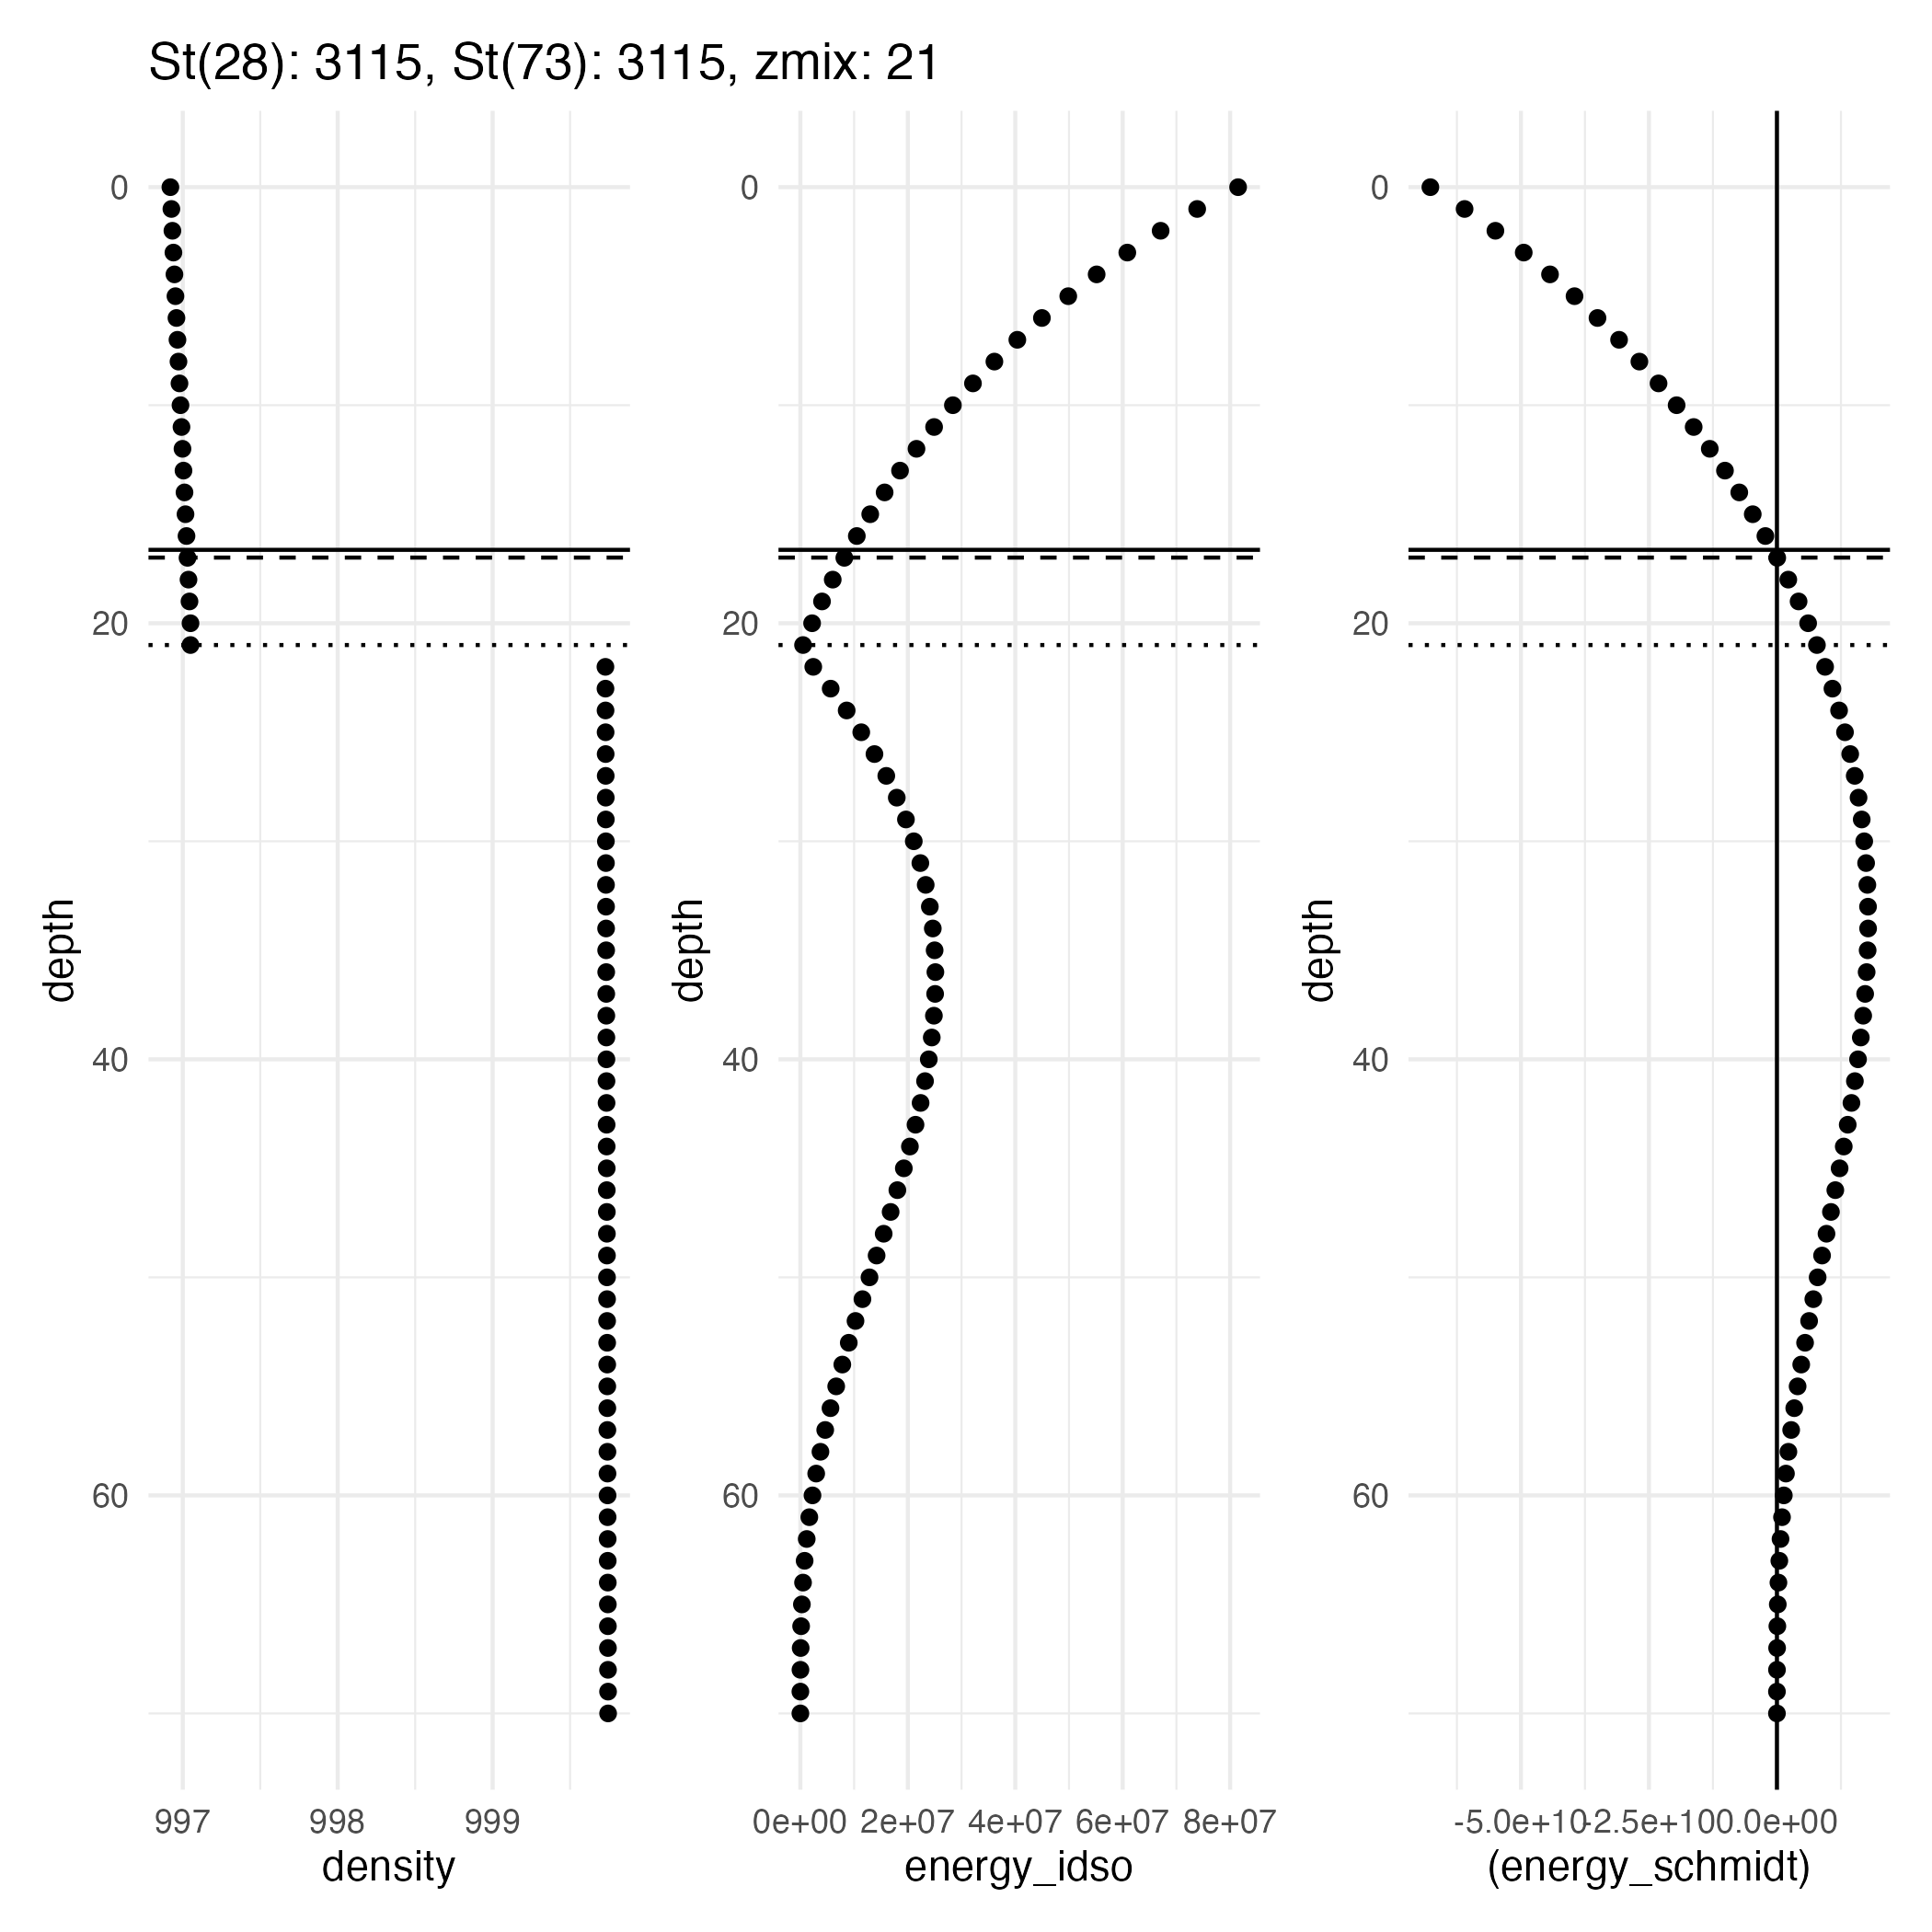 St(28): 3115, St(73): 3115, zmix: 21
0
20
40
60
depth
997 998 999
density
0
20
40
60
depth
0e+00 2e+07 4e+07 6e+07 8e+07
energy_idso
0
20
40
60
depth
-5.0e+10 -2.5e+10 0.0e+00
(energy_schmidt)